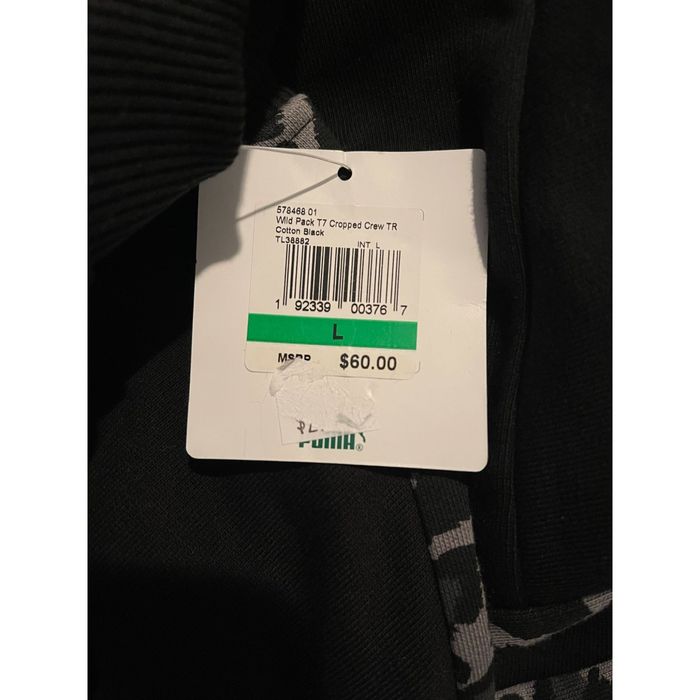 578468 01
Wild Pack T7 Cropped Crew TR
Cotton Black
TL38882 INT L
1 92339 00376 7
L
MSRP $60.00
PUMA®